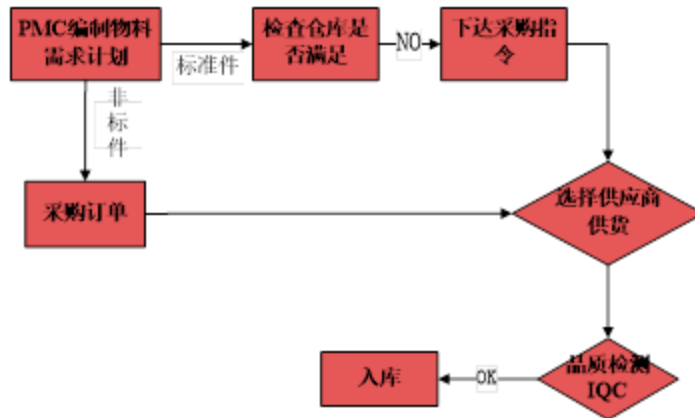 PMC编制物料
需求计划
标准件
检查仓库是
否满足
NO
下达采购指
令
非
标
件
采购订单
选择供应商
供货
品质检测
IQC
OK
入库